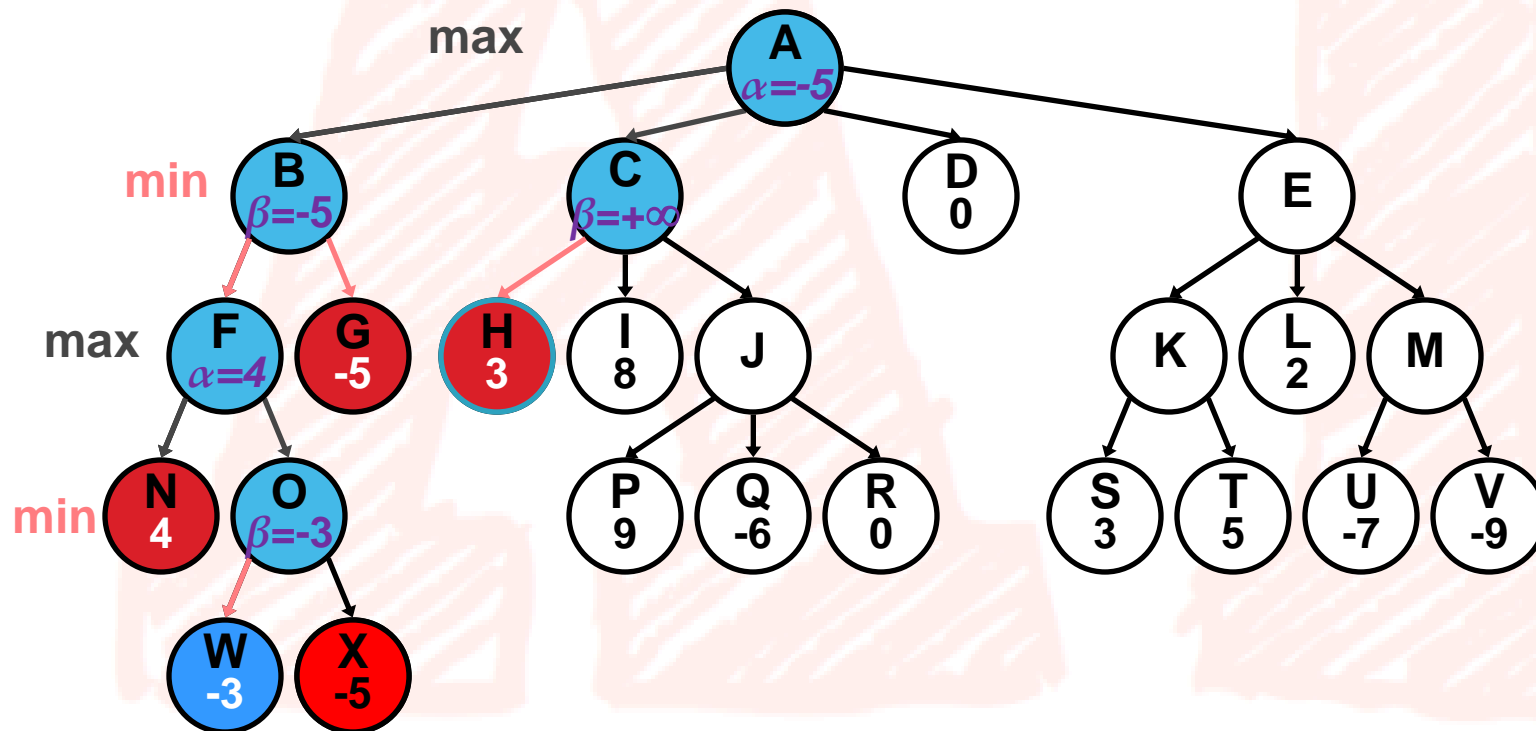 max
A
α=-5
min
B
β=-5
C
β=+∞
D
0
E
max
F
α=4
G
-5
H
3
I
8
J
K
L
2
M
min
N
4
O
β=-3
P
9
Q
-6
R
0
S
3
T
5
U
-7
V
-9
W
-3
X
-5